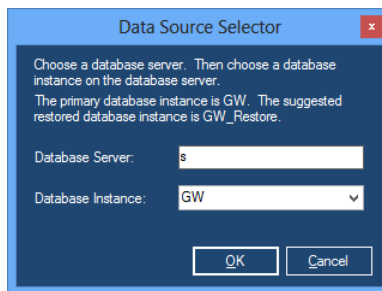 Data Source Selector
x
Choose a database server. Then choose a database
instance on the database server.
The primary database instance is GW. The suggested
restored database instance is GW_Restore.
Database Server: s
Database Instance: GW
OK Cancel